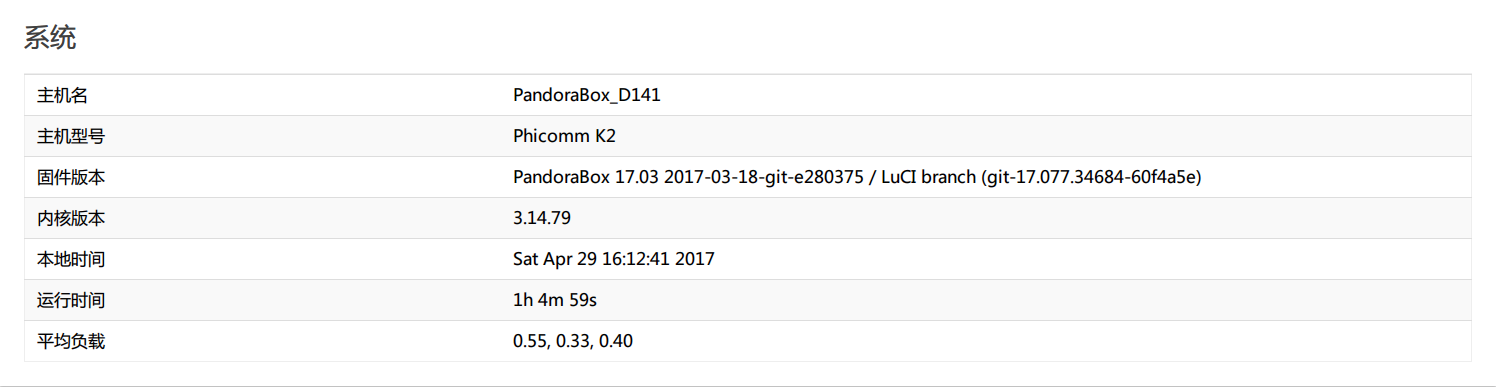 系统
主机名 PandoraBox_D141
主机型号 Phicomm K2
固件版本 PandoraBox 17.03 2017-03-18-git-e280375 / LuCI branch (git-17.077.34684-60f4a5e)
内核版本 3.14.79
本地时间 Sat Apr 29 16:12:41 2017
运行时间 1h 4m 59s
平均负载 0.55, 0.33, 0.40